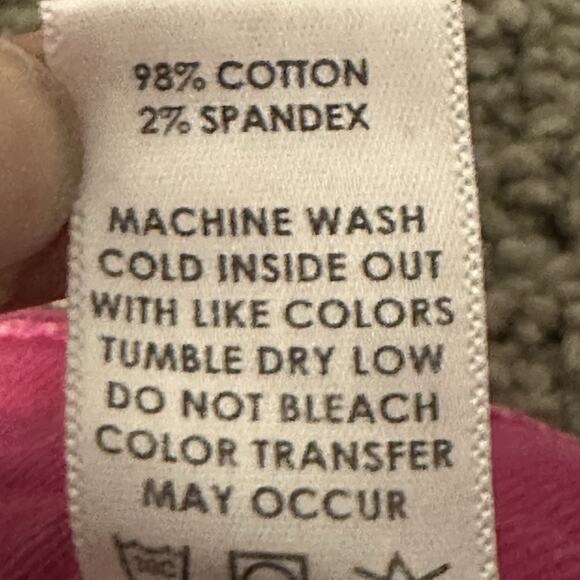 98% COTTON
2% SPANDEX
MACHINE WASH
COLD INSIDE OUT
WITH LIKE COLORS
TUMBLE DRY LOW
DO NOT BLEACH
COLOR TRANSFER
MAY OCCUR